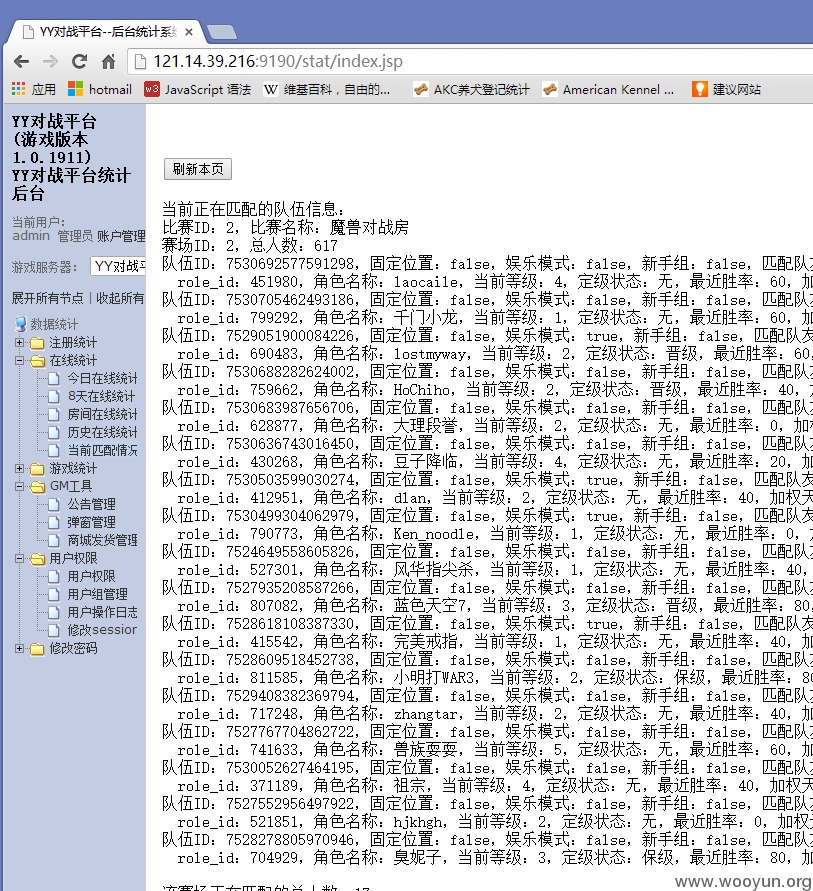 YY对战平台--后台统计系统
121.14.39.216:9190/stat/index.jsp
应用 hotmail JavaScript 语法 维基百科，自由的... AKC养犬登记统计 American Kennel ... 建议网站
YY对战平台
(游戏版本
1.0.1911)
YY对战平台统计
后台
当前用户：
admin 管理员 账户管理
游戏服务器： YY对战平
展开所有节点 | 收起所有
数据统计
注册统计
在线统计
今日在线统计
8天在线统计
房间在线统计
历史在线统计
当前匹配情况
游戏统计
GM工具
公告管理
弹窗管理
商城发货管理
用户权限
用户权限
用户组管理
用户操作日志
修改session
修改密码
刷新本页
当前正在匹配的队伍信息：
比赛ID：2，比赛名称：魔兽对战房
赛场ID：2，总人数：617
队伍ID：7530692577591298，固定位置：false，娱乐模式：false，新手组：false，匹配队友
role_id：451980，角色名称：laocaile，当前等级：4，定级状态：无，最近胜率：60，加
队伍ID：7530705462493186，固定位置：false，娱乐模式：false，新手组：false，匹配队友
role_id：799292，角色名称：千门小龙，当前等级：1，定级状态：无，最近胜率：60，加
队伍ID：7529051900084226，固定位置：false，娱乐模式：true，新手组：false，匹配队友
role_id：690483，角色名称：lostmyway，当前等级：2，定级状态：晋级，最近胜率：60，
队伍ID：7530688282624002，固定位置：false，娱乐模式：false，新手组：false，匹配队友
role_id：759662，角色名称：HoChiho，当前等级：2，定级状态：晋级，最近胜率：40，加
队伍ID：7530683987656706，固定位置：false，娱乐模式：false，新手组：false，匹配队友
role_id：628877，角色名称：大理段誉，当前等级：2，定级状态：无，最近胜率：0，加权
队伍ID：7530636743016450，固定位置：false，娱乐模式：false，新手组：false，匹配队友
role_id：430268，角色名称：豆子降临，当前等级：4，定级状态：无，最近胜率：20，加
队伍ID：7530503599030274，固定位置：false，娱乐模式：true，新手组：false，匹配队友
role_id：412951，角色名称：dlan，当前等级：2，定级状态：无，最近胜率：40，加权天
队伍ID：7530499304062979，固定位置：false，娱乐模式：true，新手组：false，匹配队友
role_id：790773，角色名称：Ken_noodle，当前等级：1，定级状态：无，最近胜率：0，
队伍ID：7524649558605826，固定位置：false，娱乐模式：false，新手组：false，匹配队
role_id：527301，角色名称：风华指尖杀，当前等级：1，定级状态：无，最近胜率：40，
队伍ID：7527935208587266，固定位置：false，娱乐模式：false，新手组：false，匹配队
role_id：807082，角色名称：蓝色天空7，当前等级：3，定级状态：晋级，最近胜率：80，
队伍ID：7528618108387330，固定位置：false，娱乐模式：true，新手组：false，匹配队友
role_id：415542，角色名称：完美戒指，当前等级：1，定级状态：无，最近胜率：40，加
队伍ID：7528609518452738，固定位置：false，娱乐模式：false，新手组：false，匹配队
role_id：811585，角色名称：小明打WAR3，当前等级：2，定级状态：保级，最近胜率：80
队伍ID：7529408382369794，固定位置：false，娱乐模式：false，新手组：false，匹配队
role_id：717248，角色名称：zhangtar，当前等级：2，定级状态：无，最近胜率：40，加
队伍ID：7527767704862722，固定位置：false，娱乐模式：false，新手组：false，匹配队
role_id：741633，角色名称：兽族耍耍，当前等级：5，定级状态：无，最近胜率：60，加
队伍ID：7530052627464195，固定位置：false，娱乐模式：false，新手组：false，匹配队
role_id：371189，角色名称：祖宗，当前等级：4，定级状态：无，最近胜率：40，加权天
队伍ID：7527552956497922，固定位置：false，娱乐模式：false，新手组：false，匹配队
role_id：521851，角色名称：hjkhgh，当前等级：2，定级状态：无，最近胜率：0，加权
队伍ID：7528278805970946，固定位置：false，娱乐模式：false，新手组：false，匹配队
role_id：704929，角色名称：臭妮子，当前等级：3，定级状态：保级，最近胜率：80，加
该赛场正在匹配的总人数：17
www.wooyun.org